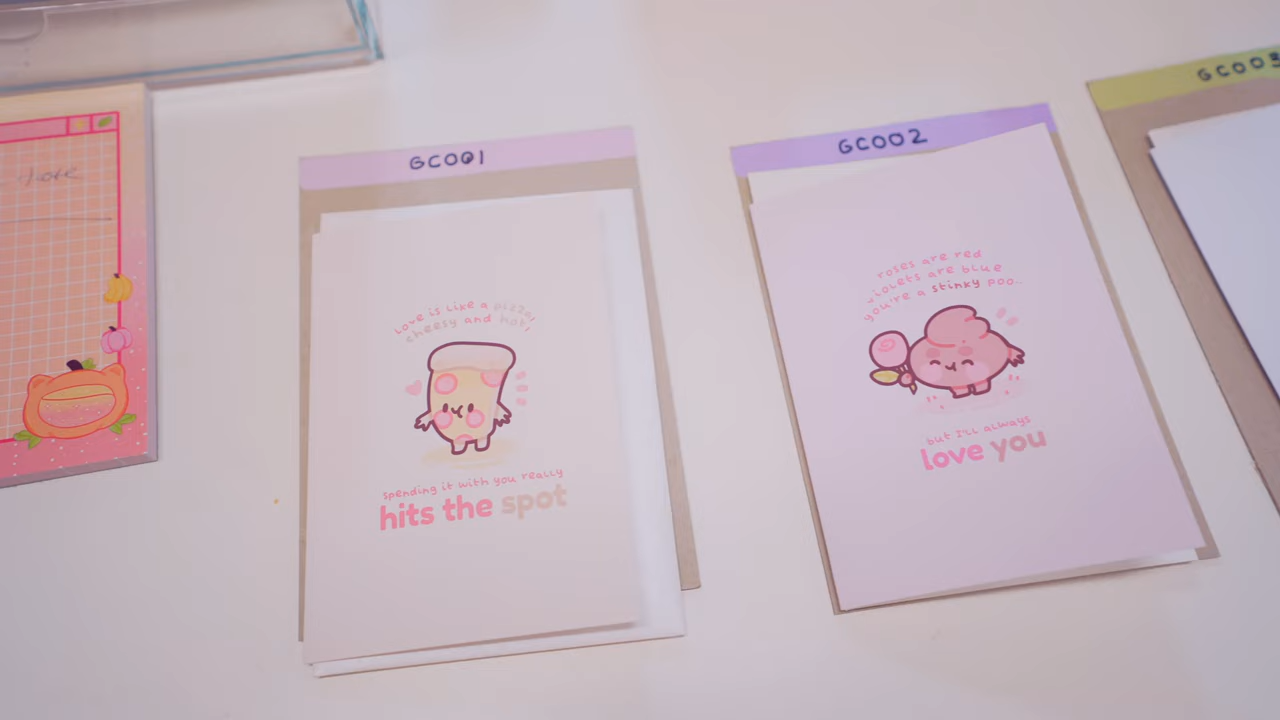 GC001
GC002
GC003
love is like a pizza!
cheesy and hot!
spending it with you really
hits the spot
roses are red
violets are blue
you're a stinky poo..
but I'll always
love you